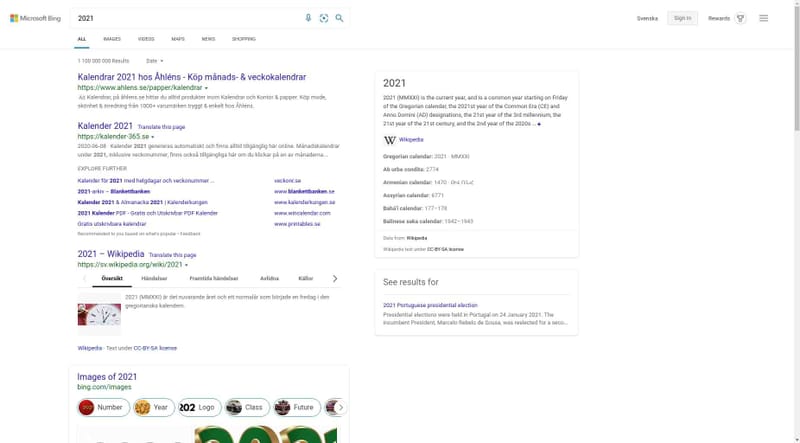 Microsoft Bing
2021
Svenska
Sign in
Rewards
ALL
IMAGES
VIDEOS
MAPS
NEWS
SHOPPING
1 100 000 000 Results
Date
Kalendrar 2021 hos Åhléns - Köp månads- & veckokalendrar
https://www.ahlens.se/papper/kalendrar
Ad Kalendrar, på åhlens.se hittar du alltid produkter inom Kalendrar och Kontor & papper. Köp mode,
skönhet & inredning från 1000+ varumärken tryggt & enkelt hos Åhléns.
Kalender 2021 Translate this page
https://kalender-365.se
2020-06-08 · Kalender 2021 genereras automatiskt och finns alltid tillgänglig här online. Månadskalendrar
under 2021, inklusive veckonummer, finns också tillgängliga här om du klickar på en av månaderna...
EXPLORE FURTHER
Kalender för 2021 med helgdagar och veckonummer ...
veckonr.se
2021-arkiv – Blankettbanken
www.blankettbanken.se
Kalender 2021 & Almanacka 2021 | Kalenderkungen
www.kalenderkungen.se
2021 Kalender PDF - Gratis och Utskrivbar PDF Kalender
www.wincalendar.com
Gratis utskrivbara kalendrar
www.printables.se
Recommended to you based on what's popular • Feedback
2021 – Wikipedia Translate this page
https://sv.wikipedia.org/wiki/2021
Översikt
Händelser
Framtida händelser
Avlidna
Källor
2021 (MMXXI) är det nuvarande året och ett normalår som började en fredag i den
gregorianska kalendern.
Wikipedia · Text under CC-BY-SA license
Images of 2021
bing.com/images
Number
Year
Logo
Class
Future
2021
2021 (MMXXI) is the current year, and is a common year starting on Friday
of the Gregorian calendar, the 2021st year of the Common Era (CE) and
Anno Domini (AD) designations, the 21st year of the 3rd millennium, the
21st year of the 21st century, and the 2nd year of the 2020s ...
Wikipedia
Gregorian calendar: 2021 · MMXXI
Ab urbe condita: 2774
Armenian calendar: 1470
Assyrian calendar: 6771
Bahá'í calendar: 177–178
Balinese saka calendar: 1942–1943
Data from: Wikipedia
Wikipedia text under CC-BY-SA license
See results for
2021 Portuguese presidential election
Presidential elections were held in Portugal on 24 January 2021. The
incumbent President, Marcelo Rebelo de Sousa, was reelected for a seco...